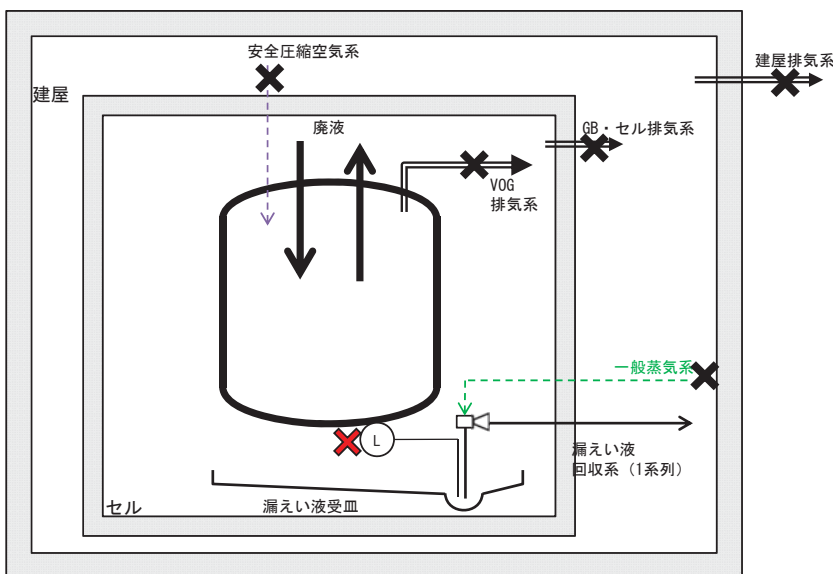 安全圧縮空気系
建屋排気系
建屋
廃液
GB・セル排気系
VOG
排気系
一般蒸気系
L
漏えい液
回収系（1系列）
漏えい液受皿
セル